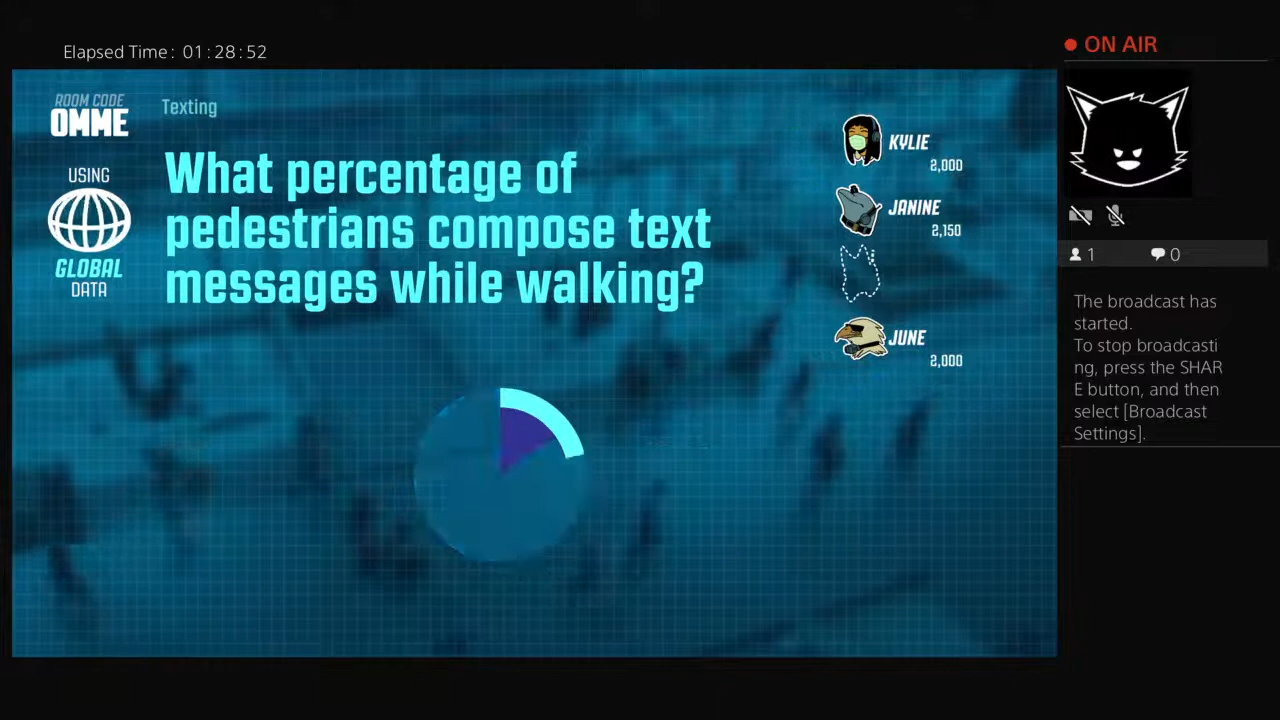 Elapsed Time: 01:28:52
ON AIR
ROOM CODE
OMME
Texting
USING
GLOBAL
DATA
What percentage of
pedestrians compose text
messages while walking?
KYLIE
2,000
JANINE
2,150
JUNE
2,000
1
0
The broadcast has
started.
To stop broadcasti
ng, press the SHAR
E button, and then
select [Broadcast
Settings].